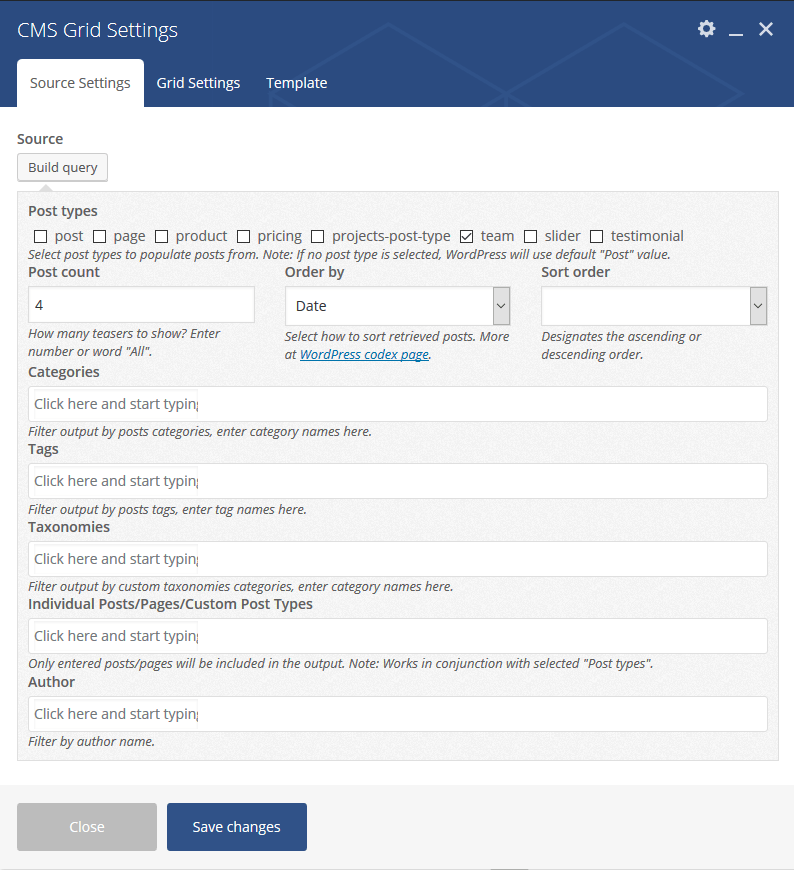 CMS Grid Settings
Source Settings Grid Settings Template
Source
Build query
Post types
post page product pricing projects-post-type team slider testimonial
Select post types to populate posts from. Note: If no post type is selected, WordPress will use default "Post" value.
Post count Order by Sort order
4 Date
How many teasers to show? Enter number or word "All".
Select how to sort retrieved posts. More at WordPress codex page.
Designates the ascending or descending order.
Categories
Click here and start typing
Filter output by posts categories, enter category names here.
Tags
Click here and start typing
Filter output by posts tags, enter tag names here.
Taxonomies
Click here and start typing
Filter output by custom taxonomies categories, enter category names here.
Individual Posts/Pages/Custom Post Types
Click here and start typing
Only entered posts/pages will be included in the output. Note: Works in conjunction with selected "Post types".
Author
Click here and start typing
Filter by author name.
Close Save changes